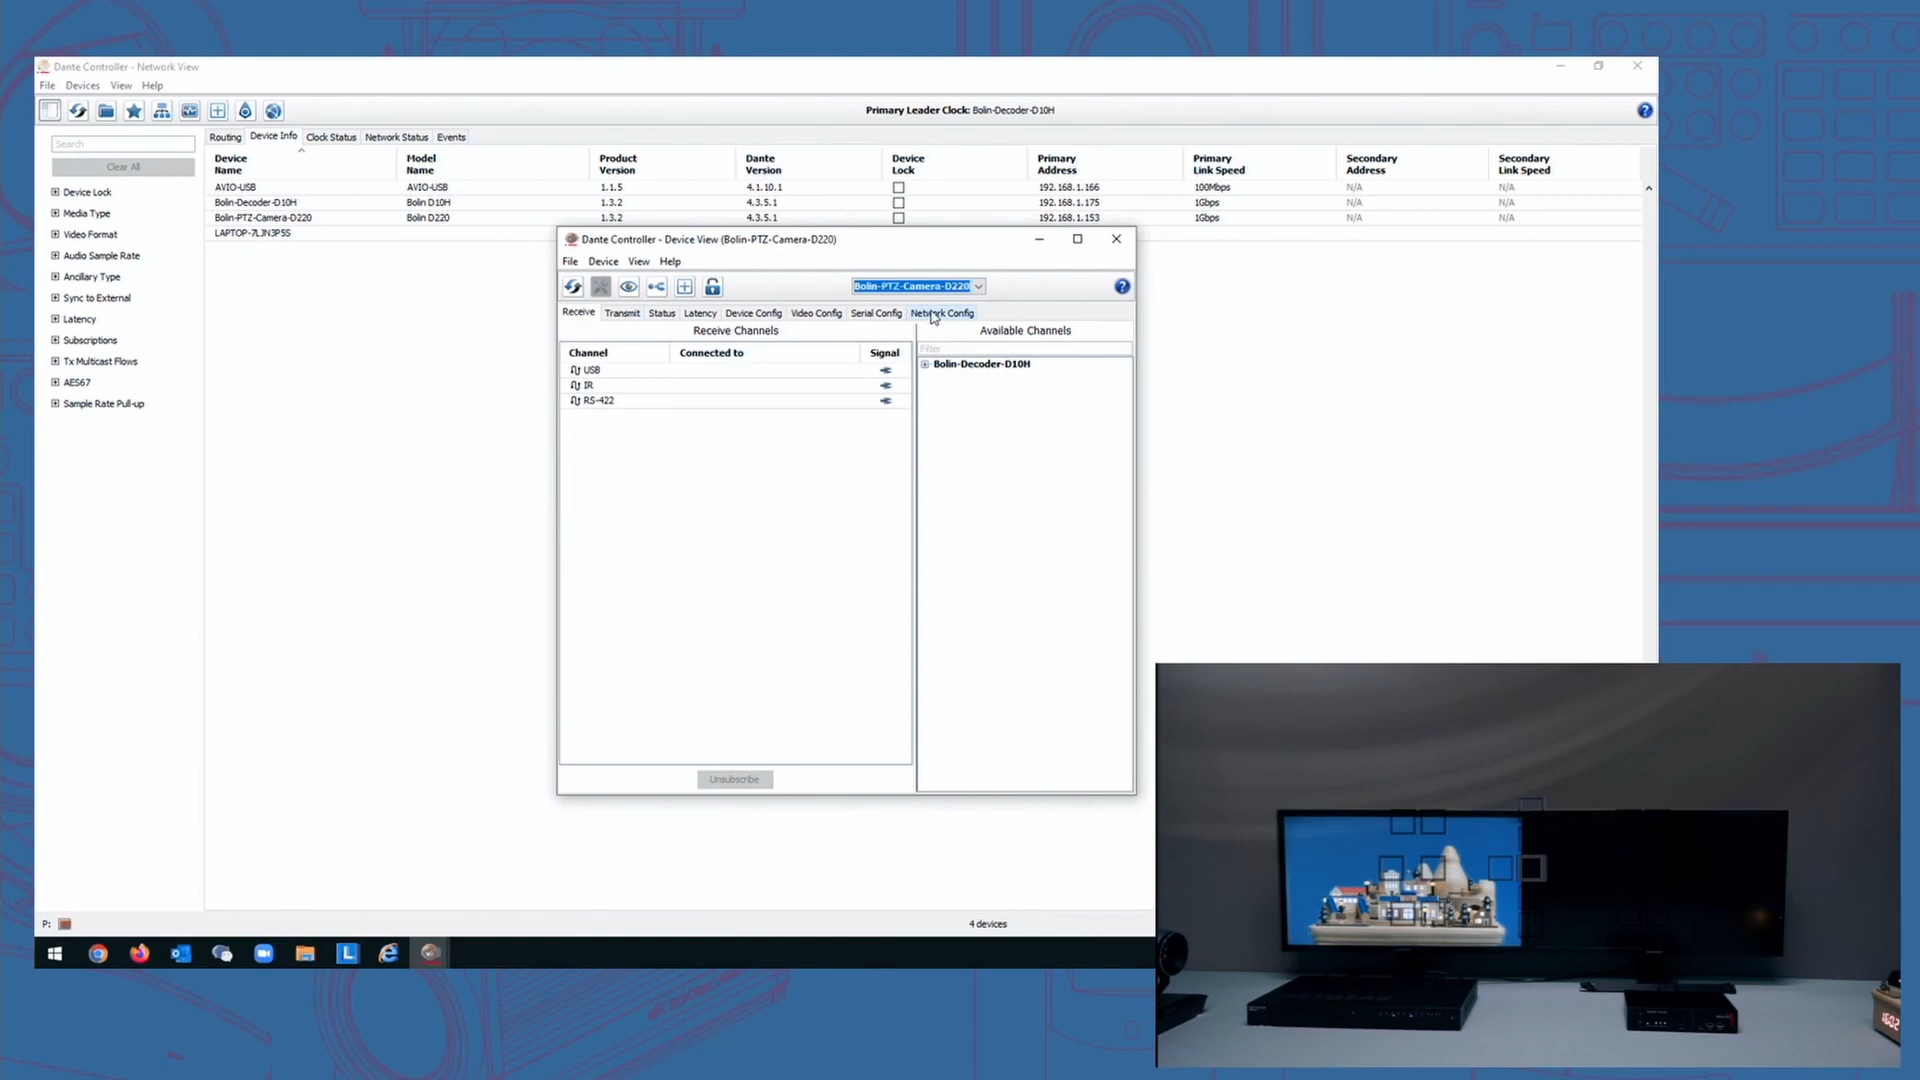 Dante Controller - Network View
File Devices View Help
Primary Leader Clock: Bolin-Decoder-D10H
Search
Clear All
Device Lock
Media Type
Video Format
Audio Sample Rate
Ancillary Type
Sync to External
Latency
Subscriptions
Tx Multicast Flows
AES67
Sample Rate Pull-up
Routing Device Info Clock Status Network Status Events
Device Name Model Name Product Version Dante Version Device Lock Primary Address Primary Link Speed Secondary Address Secondary Link Speed
AVIO-USB AVIO-USB 1.1.5 4.1.10.1 192.168.1.166 100Mbps N/A N/A
Bolin-Decoder-D10H Bolin D10H 1.3.2 4.3.5.1 192.168.1.175 1Gbps N/A N/A
Bolin-PTZ-Camera-D220 Bolin D220 1.3.2 4.3.5.1 192.168.1.153 1Gbps N/A N/A
LAPTOP-7LJN3P5S
Dante Controller - Device View (Bolin-PTZ-Camera-D220)
File Device View Help
Bolin-PTZ-Camera-D220
Receive Transmit Status Latency Device Config Video Config Serial Config Network Config
Receive Channels
Channel Connected to Signal
USB
IR
RS-422
Unsubscribe
Available Channels
Filter
Bolin-Decoder-D10H
P:
4 devices
NETGEAR
1602